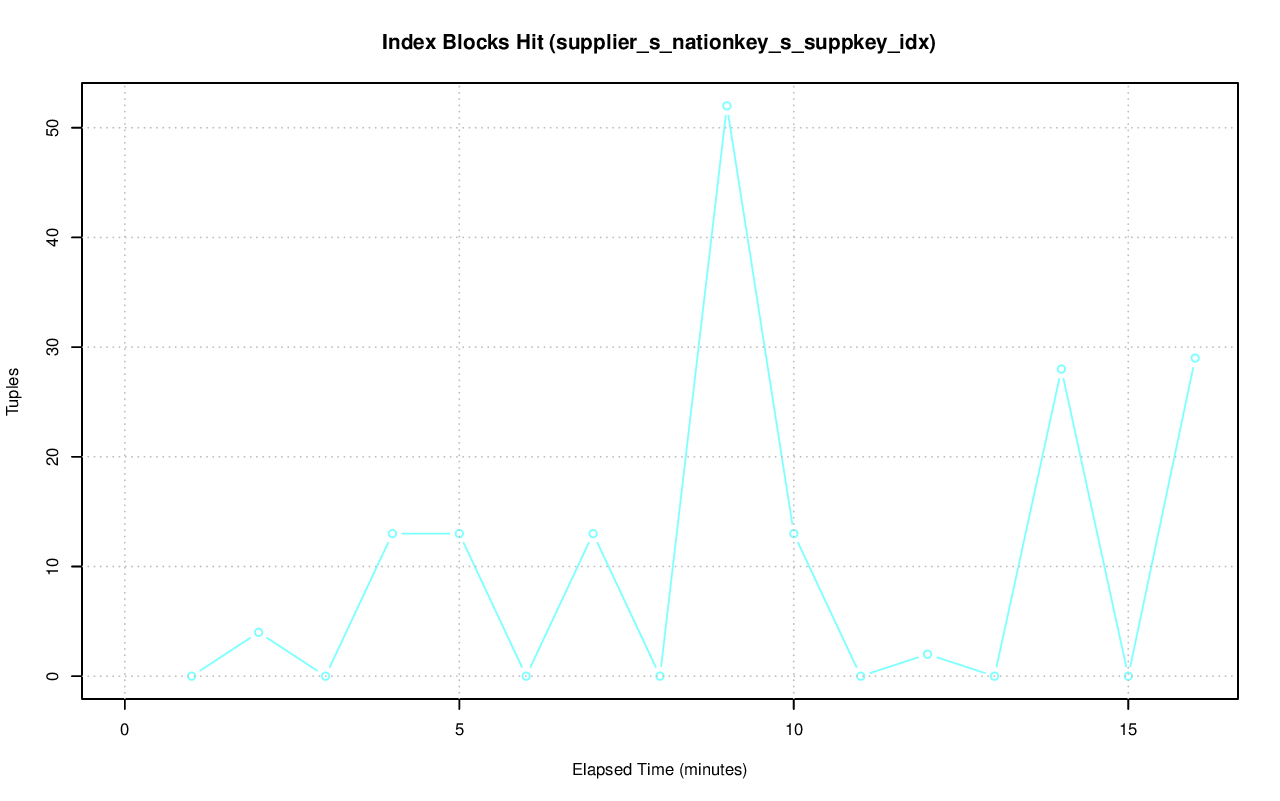 Index Blocks Hit (supplier_s_nationkey_s_suppkey_idx)
Tuples
50
40
30
20
10
0
0 5 10 15
Elapsed Time (minutes)